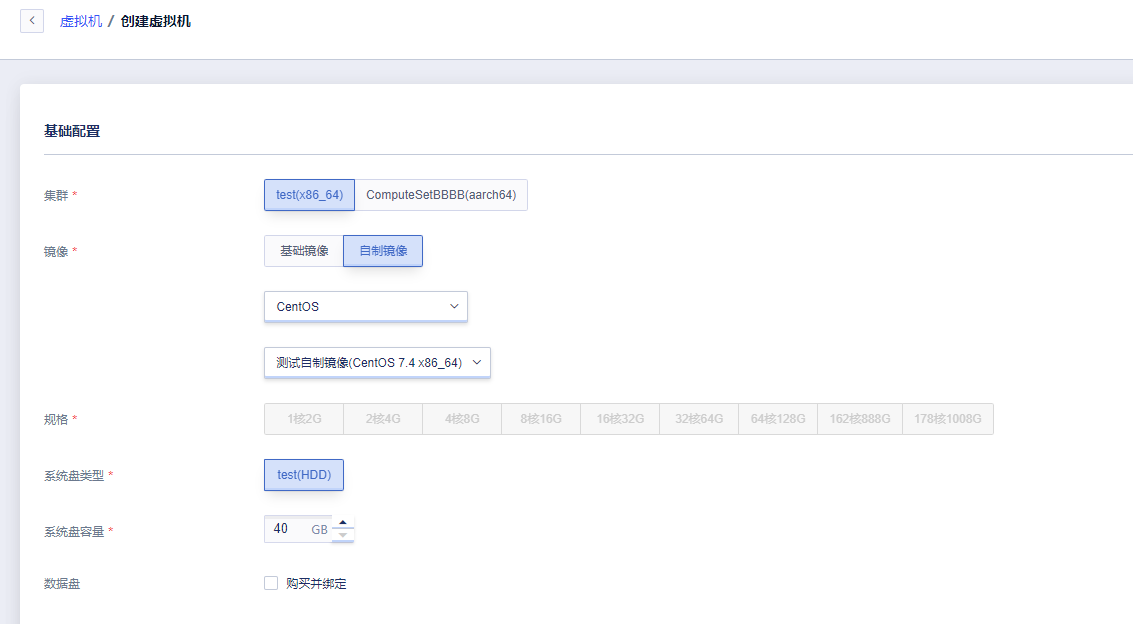 虚拟机 / 创建虚拟机
基础配置
集群 * test(x86_64) ComputeSetBBBB(aarch64)
镜像 * 基础镜像 自制镜像
CentOS
测试自制镜像(CentOS 7.4 x86_64)
规格 * 1核2G 2核4G 4核8G 8核16G 16核32G 32核64G 64核128G 162核888G 178核1008G
系统盘类型 * test(HDD)
系统盘容量 * 40 GB
数据盘 购买并绑定